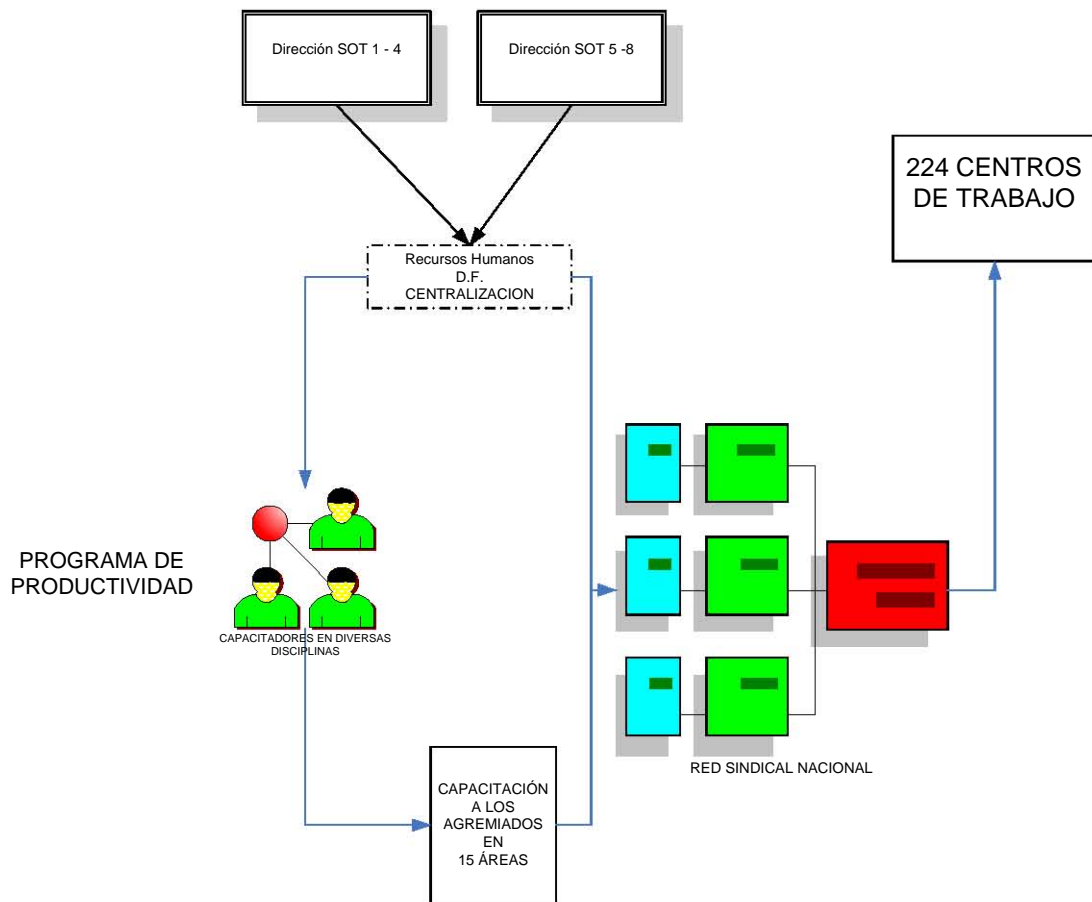 Dirección SOT 1 - 4
Dirección SOT 5 -8
224 CENTROS
DE TRABAJO
Recursos Humanos
D.F.
CENTRALIZACION
PROGRAMA DE
PRODUCTIVIDAD
CAPACITADORES EN DIVERSAS
DISCIPLINAS
RED SINDICAL NACIONAL
CAPACITACIÓN
A LOS
AGREMIADOS
EN
15 ÁREAS